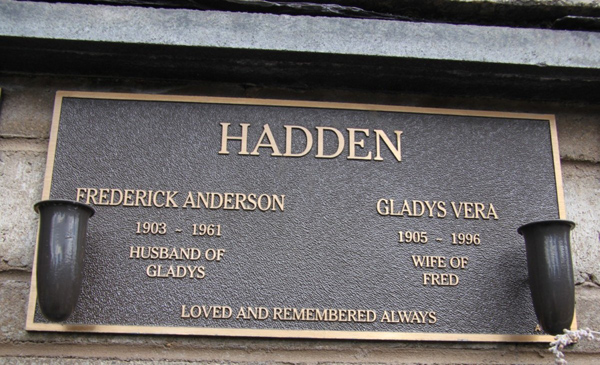 HADDEN
FREDERICK ANDERSON
1903 ~ 1961
HUSBAND OF
GLADYS
GLADYS VERA
1905 ~ 1996
WIFE OF
FRED
LOVED AND REMEMBERED ALWAYS